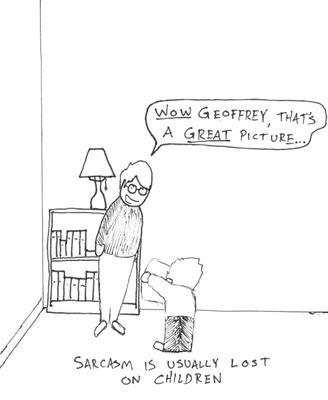 WOW GEOFFREY, THAT'S
A GREAT PICTURE...
SARCASM IS USUALLY LOST
ON CHILDREN